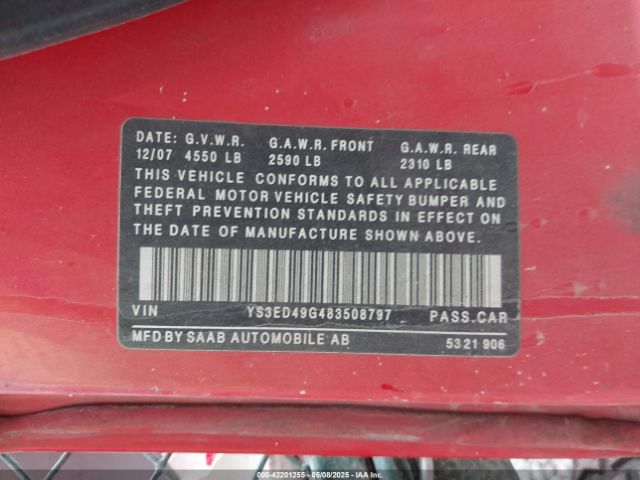 DATE: G.V.W.R. G.A.W.R. FRONT G.A.W.R. REAR
12/07 4550 LB 2590 LB 2310 LB
THIS VEHICLE CONFORMS TO ALL APPLICABLE
FEDERAL MOTOR VEHICLE SAFETY BUMPER AND
THEFT PREVENTION STANDARDS IN EFFECT ON
THE DATE OF MANUFACTURE SHOWN ABOVE.
VIN YS3ED49G483508797 PASS.CAR
MFD BY SAAB AUTOMOBILE AB 5321 906
000-42201255 05/08/2025 IAA